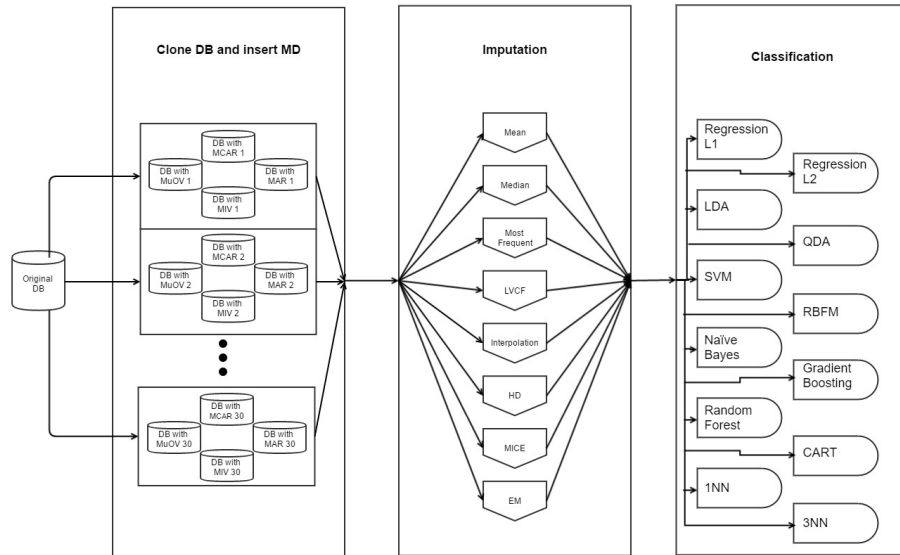 Clone DB and insert MD
Imputation
Classification
Original
DB
DB with
MCAR 1
DB with
MuOV 1
DB with
MAR 1
DB with
MIV 1
DB with
MCAR 2
DB with
MuOV 2
DB with
MAR 2
DB with
MIV 2
DB with
MCAR 30
DB with
MuOV 30
DB with
MAR 30
DB with
MIV 30
Mean
Median
Most
Frequent
LVCF
Interpolation
HD
MICE
EM
Regression
L1
Regression
L2
LDA
QDA
SVM
RBFM
Naïve
Bayes
Gradient
Boosting
Random
Forest
CART
1NN
3NN